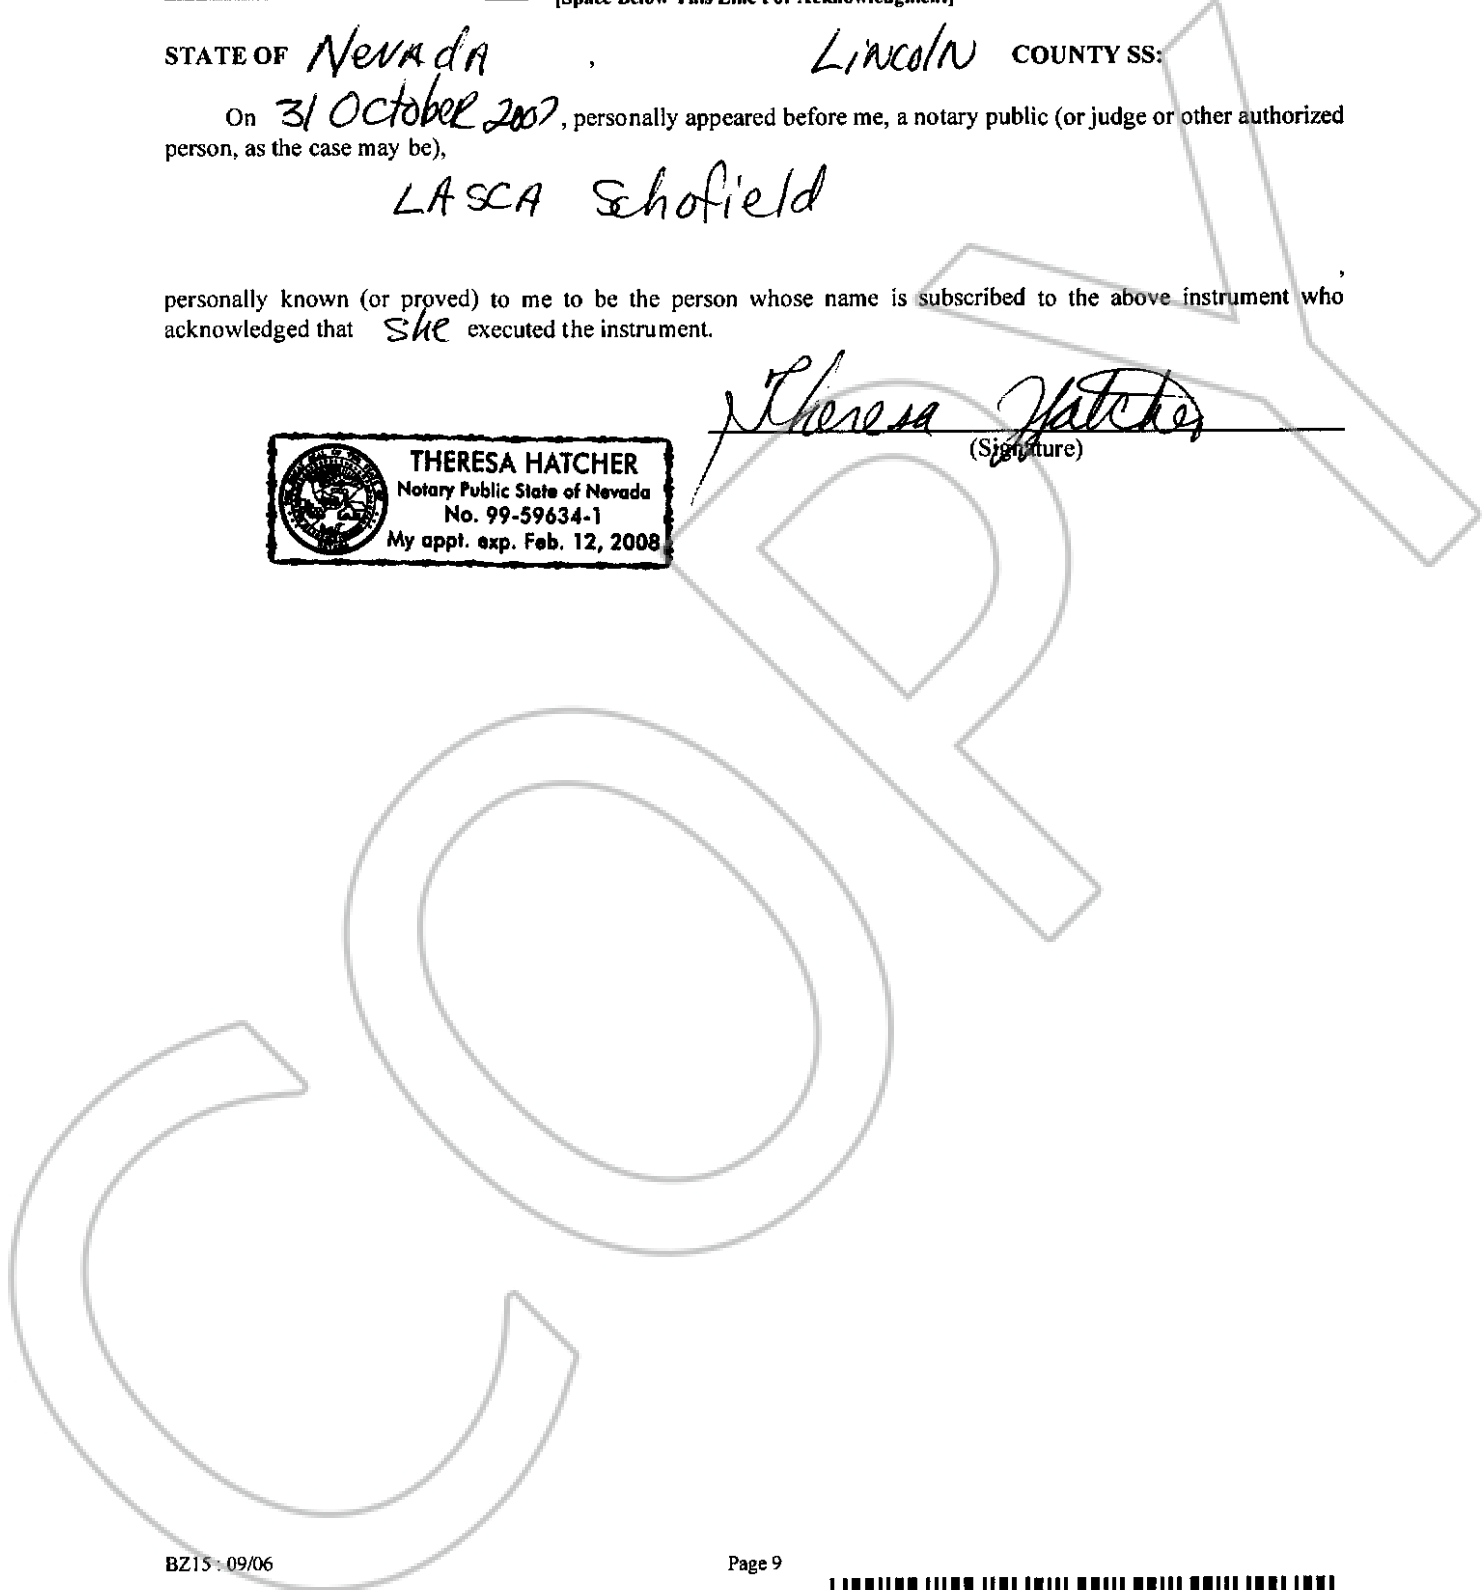 [Space Below This Line For Acknowledgment]
STATE OF Nevada , Lincoln COUNTY SS:
On 31 October 2007, personally appeared before me, a notary public (or judge or other authorized
person, as the case may be),
LASCA Schofield
,
personally known (or proved) to me to be the person whose name is subscribed to the above instrument who
acknowledged that she executed the instrument.
Theresa Hatcher
(Signature)
THERESA HATCHER
Notary Public State of Nevada
No. 99-59634-1
My appt. exp. Feb. 12, 2008
COPY
BZ15 : 09/06 Page 9